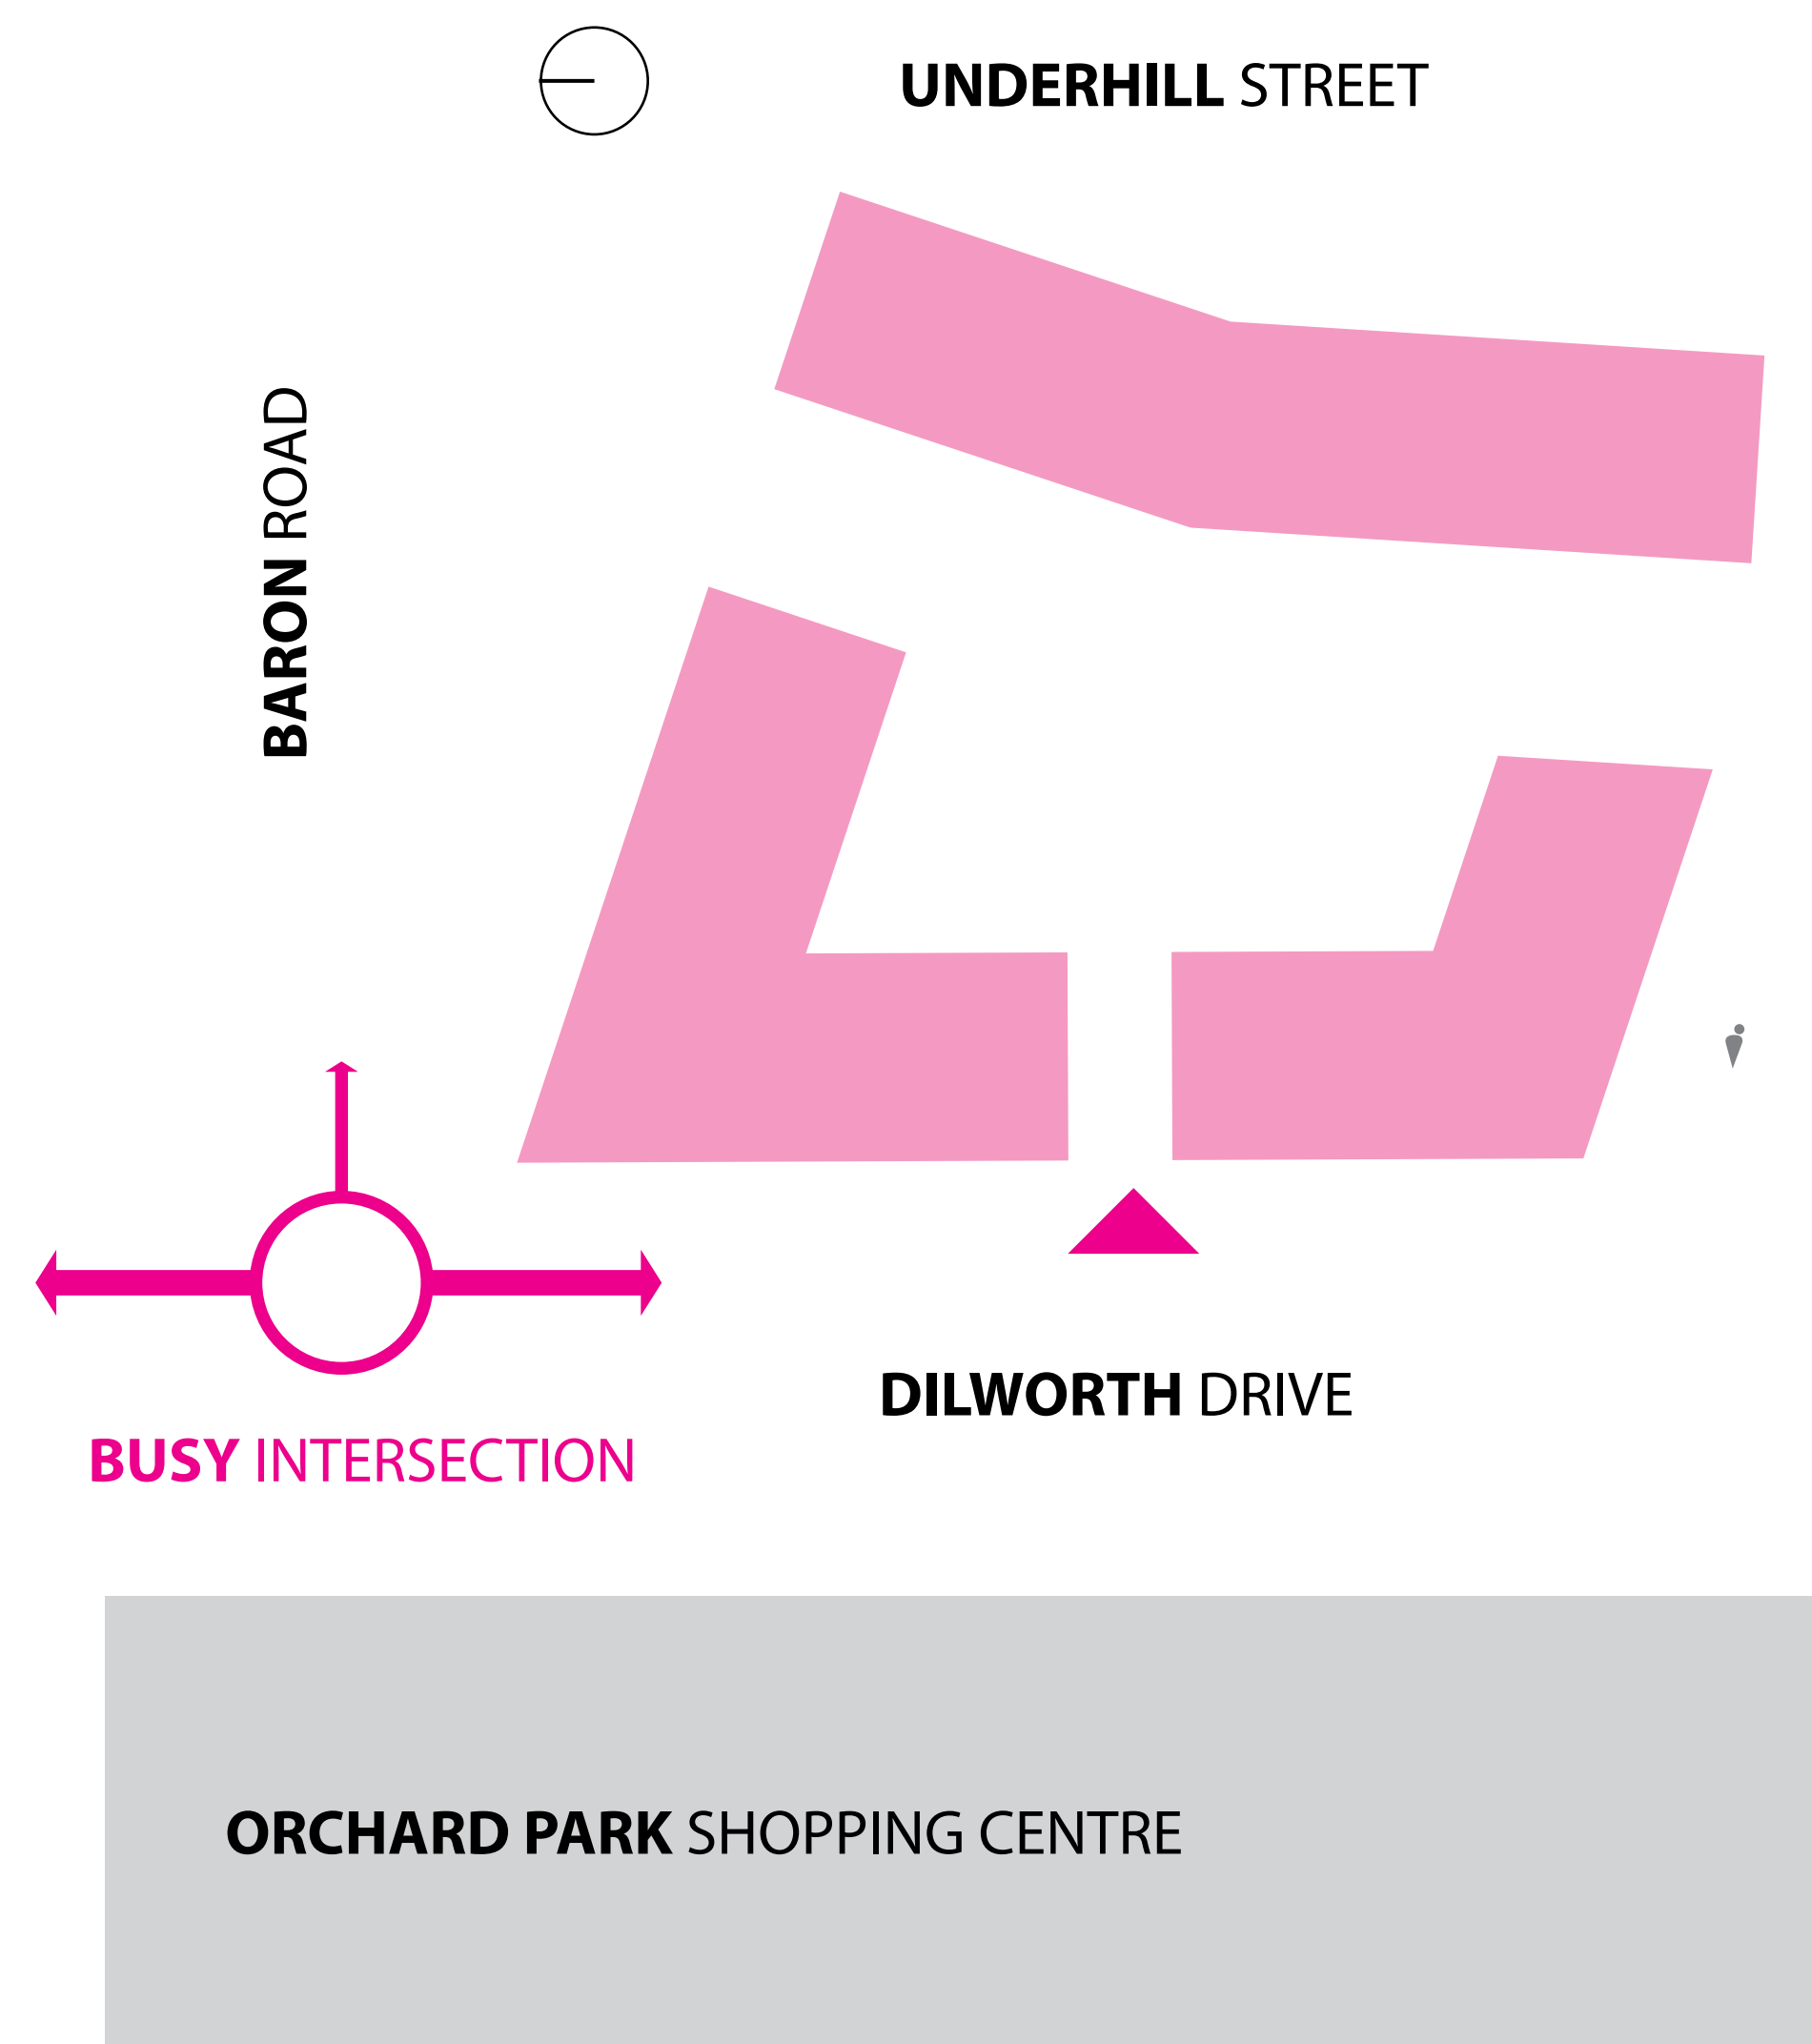 UNDERHILL STREET
BARON ROAD
DILWORTH DRIVE
BUSY INTERSECTION
ORCHARD PARK SHOPPING CENTRE